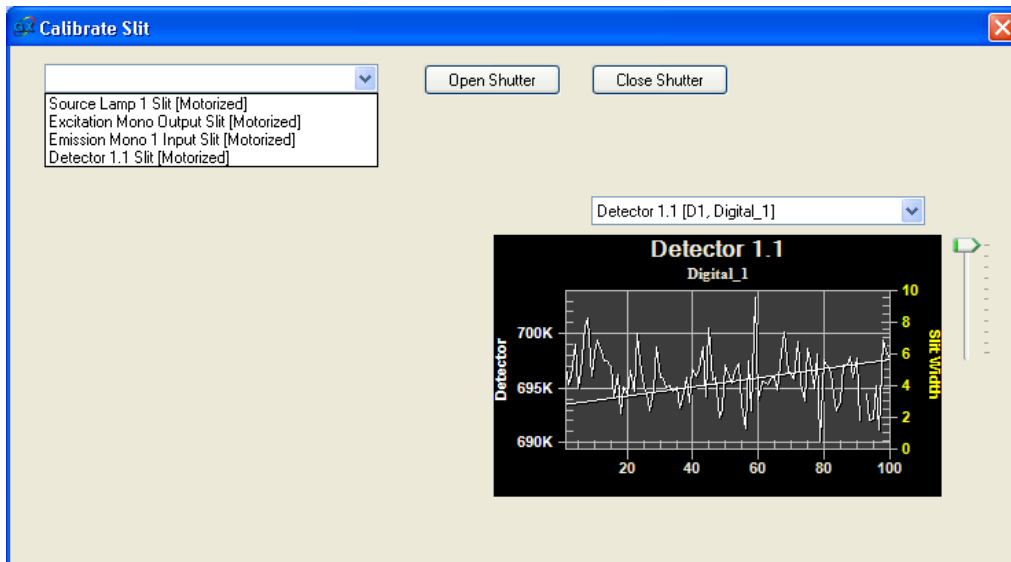 Calibrate Slit
Open Shutter
Close Shutter
Source Lamp 1 Slit [Motorized]
Excitation Mono Output Slit [Motorized]
Emission Mono 1 Input Slit [Motorized]
Detector 1.1 Slit [Motorized]
Detector 1.1 [D1, Digital_1]
Detector 1.1
Digital_1
10
8
700K
6
Detector
Slit Width
695K
4
2
690K
0
20 40 60 80 100